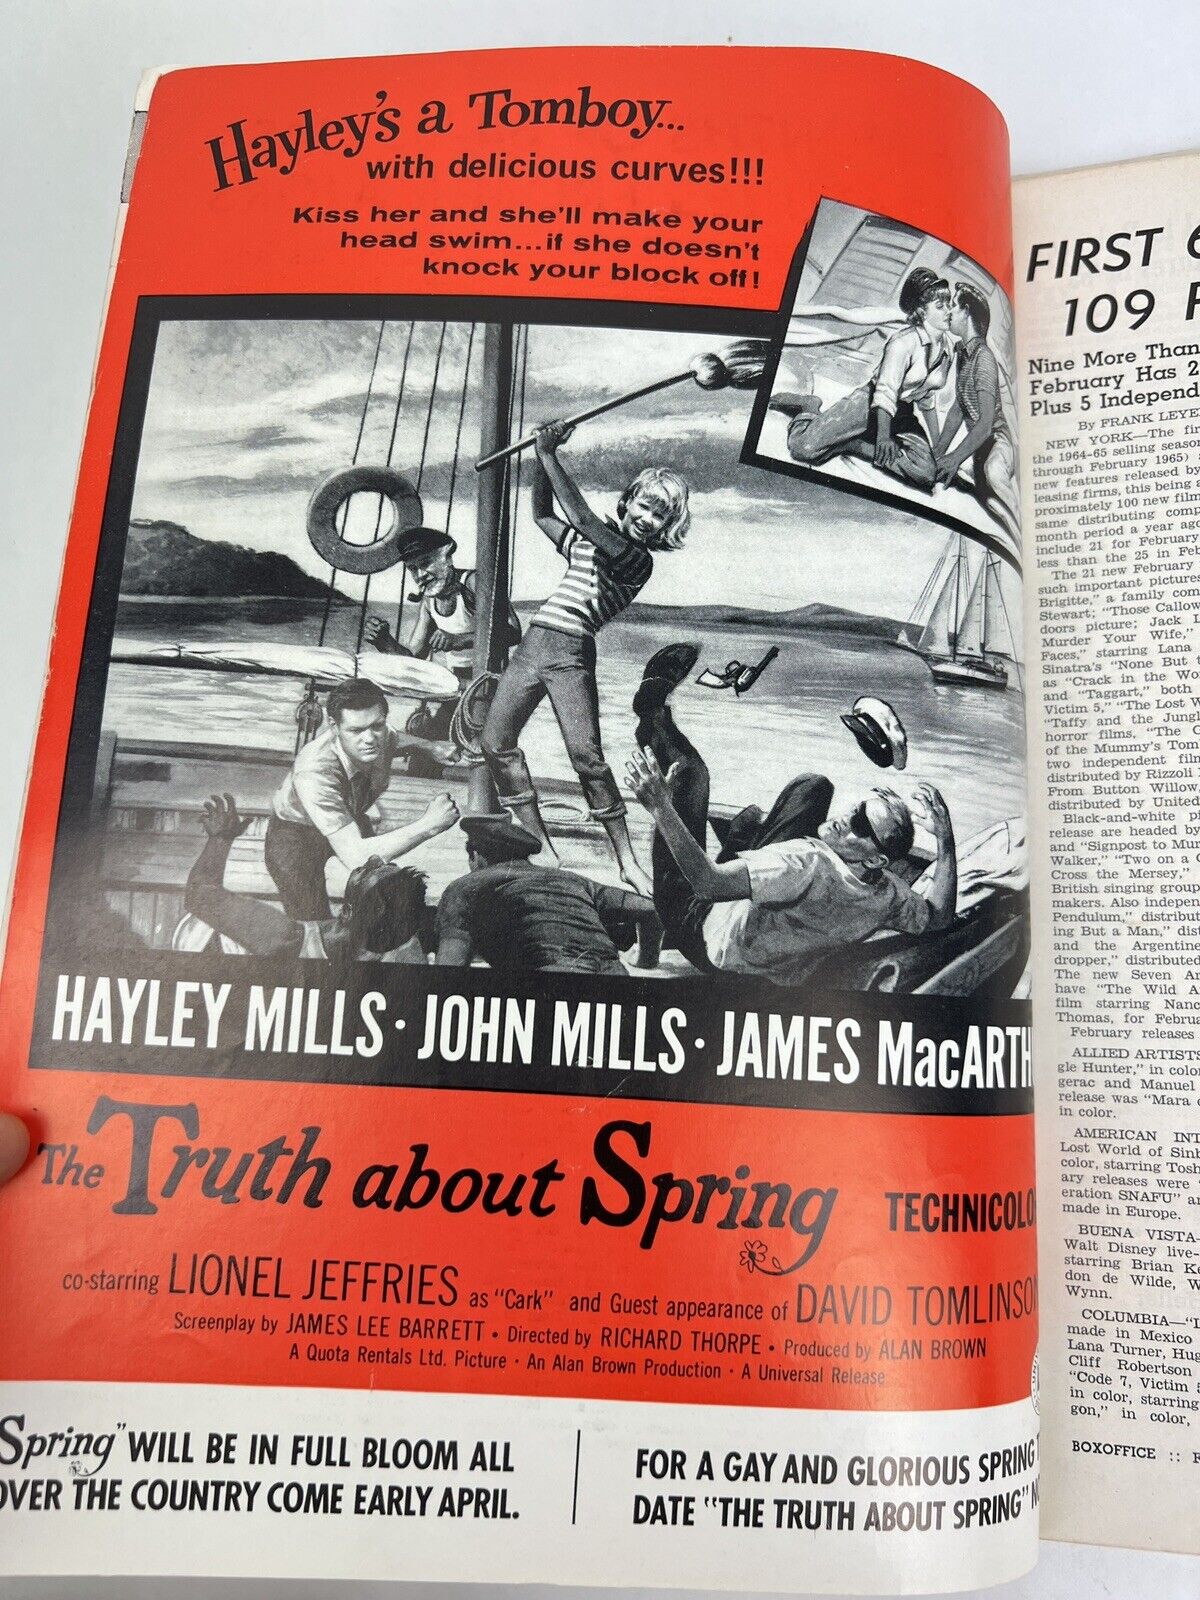 Hayley's a Tomboy...
with delicious curves!!!
Kiss her and she'll make your
head swim...if she doesn't
knock your block off!
HAYLEY MILLS · JOHN MILLS · JAMES MacARTH
The Truth about Spring TECHNICOLO
co-starring LIONEL JEFFRIES as "Cark" and Guest appearance of DAVID TOMLINSON
Screenplay by JAMES LEE BARRETT · Directed by RICHARD THORPE · Produced by ALAN BROWN
A Quota Rentals Ltd. Picture · An Alan Brown Production · A Universal Release
Spring" WILL BE IN FULL BLOOM ALL
OVER THE COUNTRY COME EARLY APRIL.
FOR A GAY AND GLORIOUS SPRING
DATE "THE TRUTH ABOUT SPRING"
FIRST
109
Nine More Than
February Has 2
Plus 5 Independ
By FRANK LEYE
NEW YORK—The fir
the 1964-65 selling seaso
through February 1965)
new features released by
leasing firms, this being a
proximately 100 new film
same distributing comp
month period a year ago
include 21 for February
less than the 25 in Feb
The 21 new February
such important pictures
Brigitte," a family com
Stewart; "Those Callow
doors picture; Jack L
Murder Your Wife,"
Faces," starring Lana
Sinatra's "None But t
as "Crack in the Wo
and "Taggart," both
Victim 5," "The Lost W
"Taffy and the Jungl
horror films, "The C
of the Mummy's Tom
two independent film
distributed by Rizzoli
From Button Willow,
distributed by United
Black-and-white pi
release are headed by
and "Signpost to Mur
Walker," "Two on a
Cross the Mersey,"
British singing group
makers. Also indepen
Pendulum," distribut
ing But a Man," dist
and the Argentine
dropper," distributed
The new Seven Ar
have "The Wild A
film starring Nanc
Thomas, for Februa
February releases
ALLIED ARTISTS
gle Hunter," in color
gerac and Manuel
release was "Mara o
in color.
AMERICAN INT
Lost World of Sinb
color, starring Tosh
ary releases were
eration SNAFU" an
made in Europe.
BUENA VISTA—
Walt Disney live-
starring Brian Ke
don de Wilde, W
Wynn.
COLUMBIA—"L
made in Mexico
Lana Turner, Hug
Cliff Robertson
"Code 7, Victim 5
in color, starring
gon," in color,
BOXOFFICE :: F